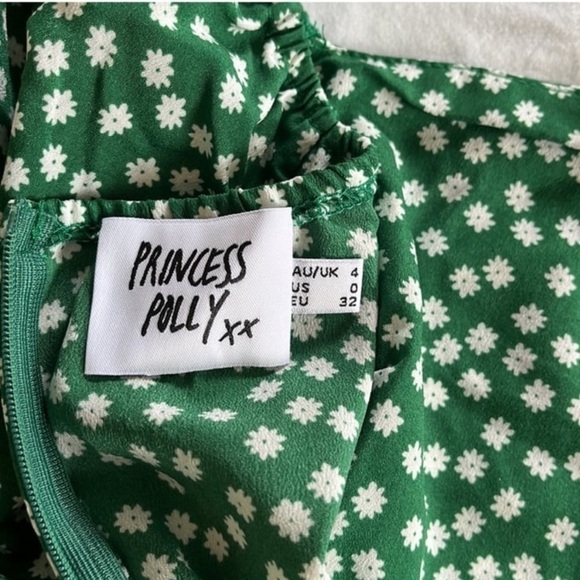 PRINCESS
POLLY xx
AU/UK 4
US 0
EU 32